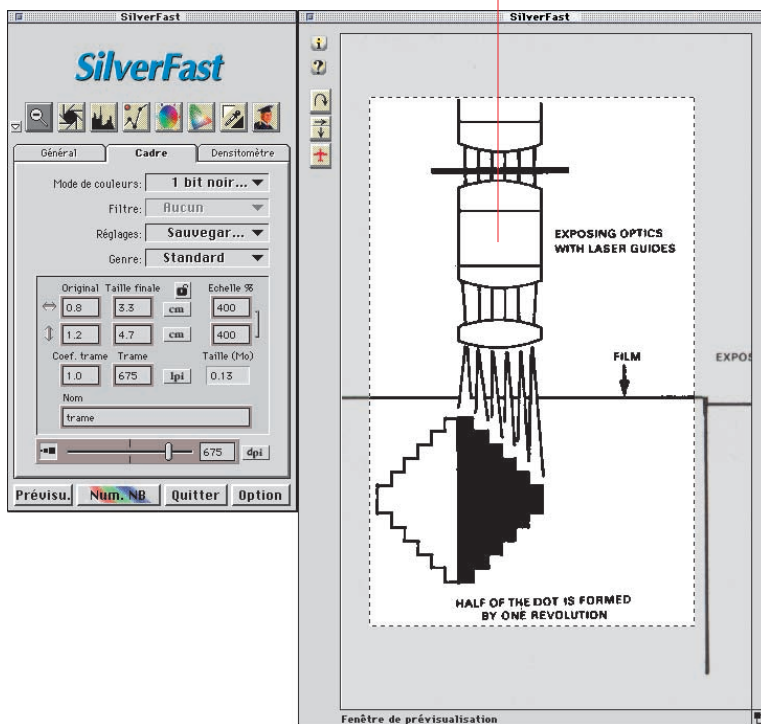 SilverFast
SilverFast
Général
Cadre
Densitomètre
Mode de couleurs: 1 bit noir...
Filtre: Aucun
Réglages: Sauvegar...
Genre: Standard
Original Taille finale Echelle %
0.8 3.3 cm 400
1.2 4.7 cm 400
Coef. trame Trame Taille (Mo)
1.0 675 lpi 0.13
Nom
trame
675 dpi
Prévisu. Num. NB Quitter Option
SilverFast
i
?
EXPOSING OPTICS
WITH LASER GUIDES
FILM
EXPOS
HALF OF THE DOT IS FORMED
BY ONE REVOLUTION
Fenêtre de prévisualisation